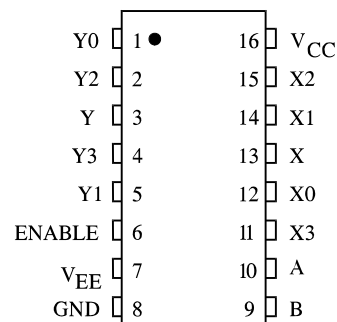 Y0 1 16 VCC
Y2 2 15 X2
Y 3 14 X1
Y3 4 13 X
Y1 5 12 X0
ENABLE 6 11 X3
VEE 7 10 A
GND 8 9 B